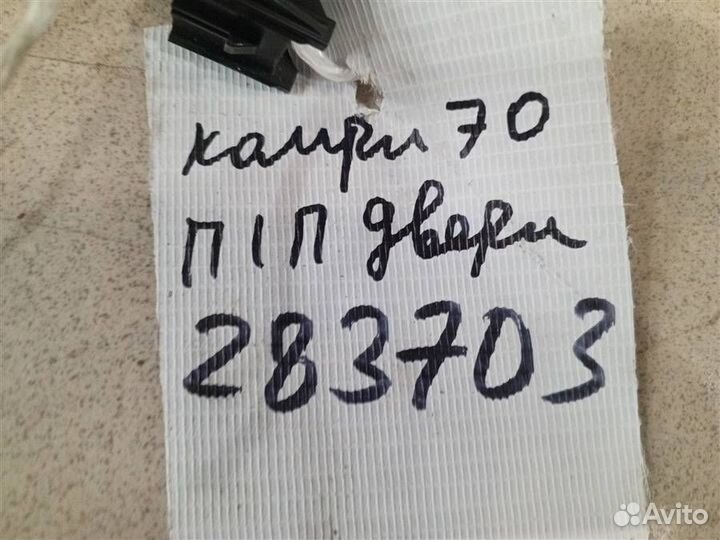 камри 70
П/П двери
283703
Avito